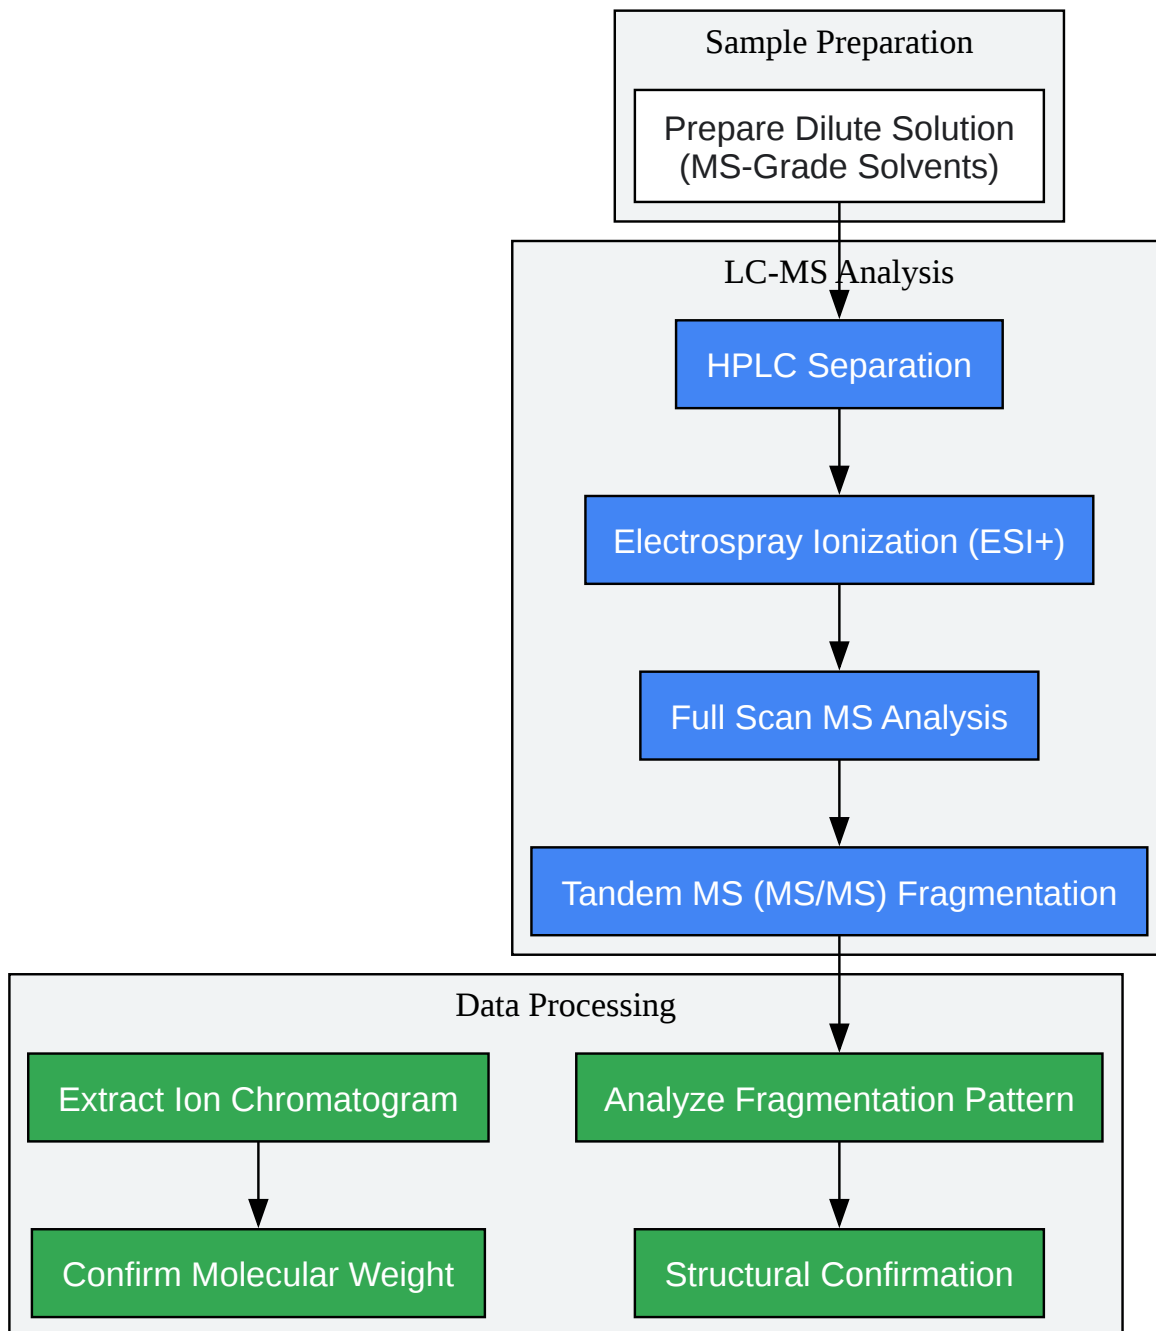 Sample Preparation
Prepare Dilute Solution
(MS-Grade Solvents)
LC-MS Analysis
HPLC Separation
Electrospray Ionization (ESI+)
Full Scan MS Analysis
Tandem MS (MS/MS) Fragmentation
Data Processing
Extract Ion Chromatogram
Analyze Fragmentation Pattern
Confirm Molecular Weight
Structural Confirmation